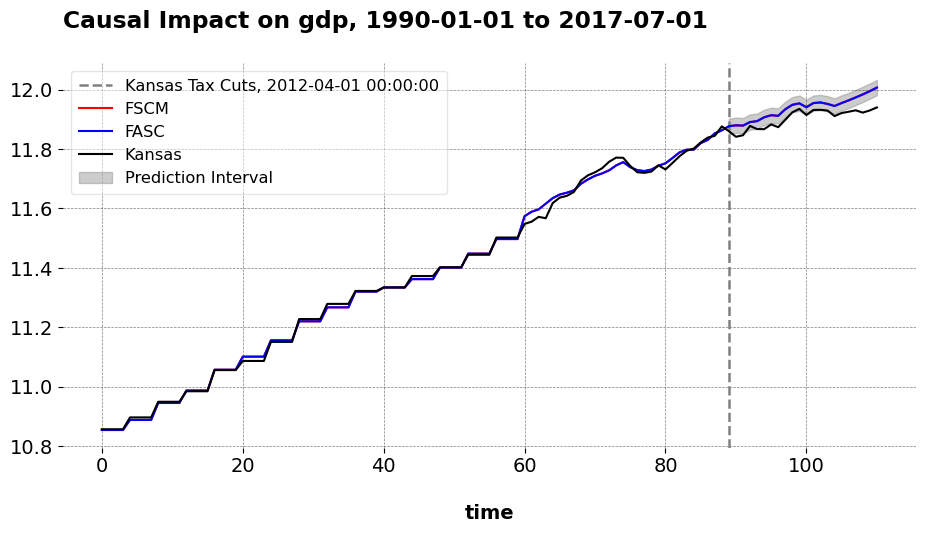 Causal Impact on gdp, 1990-01-01 to 2017-07-01
Kansas Tax Cuts, 2012-04-01 00:00:00
FSCM
FASC
Kansas
Prediction Interval
12.0
11.8
11.6
11.4
11.2
11.0
10.8
0 20 40 60 80 100
time